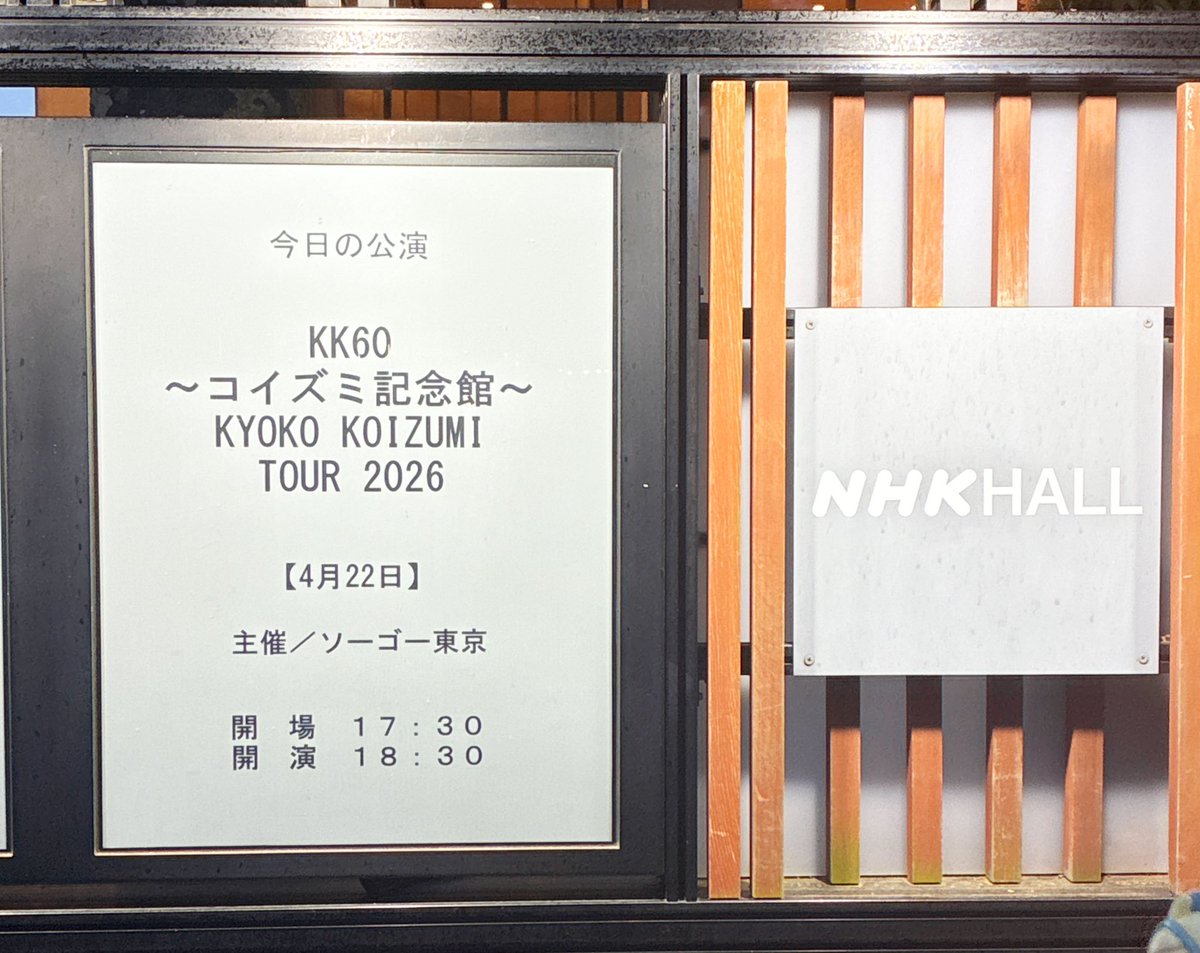 今日の公演
KK60
～コイズミ記念館～
KYOKO KOIZUMI
TOUR 2026
【4月22日】
主催／ソーゴー東京
開　場　１７：３０
開　演　１８：３０
NHKHALL